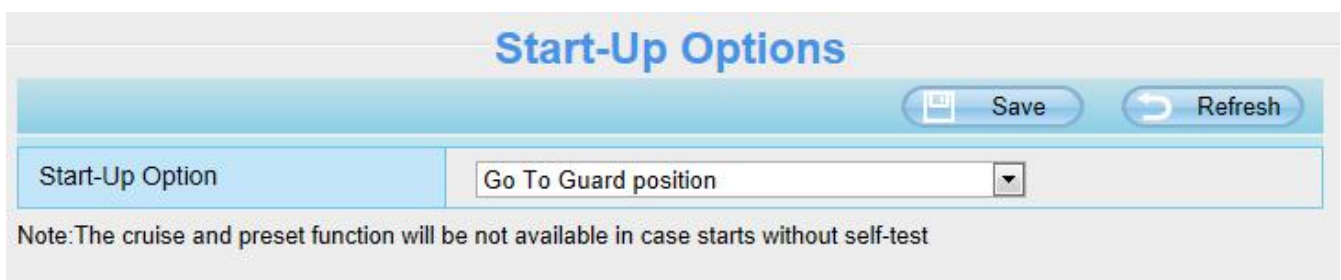 Start-Up Options
Save Refresh
Start-Up Option Go To Guard position
Note:The cruise and preset function will be not available in case starts without self-test